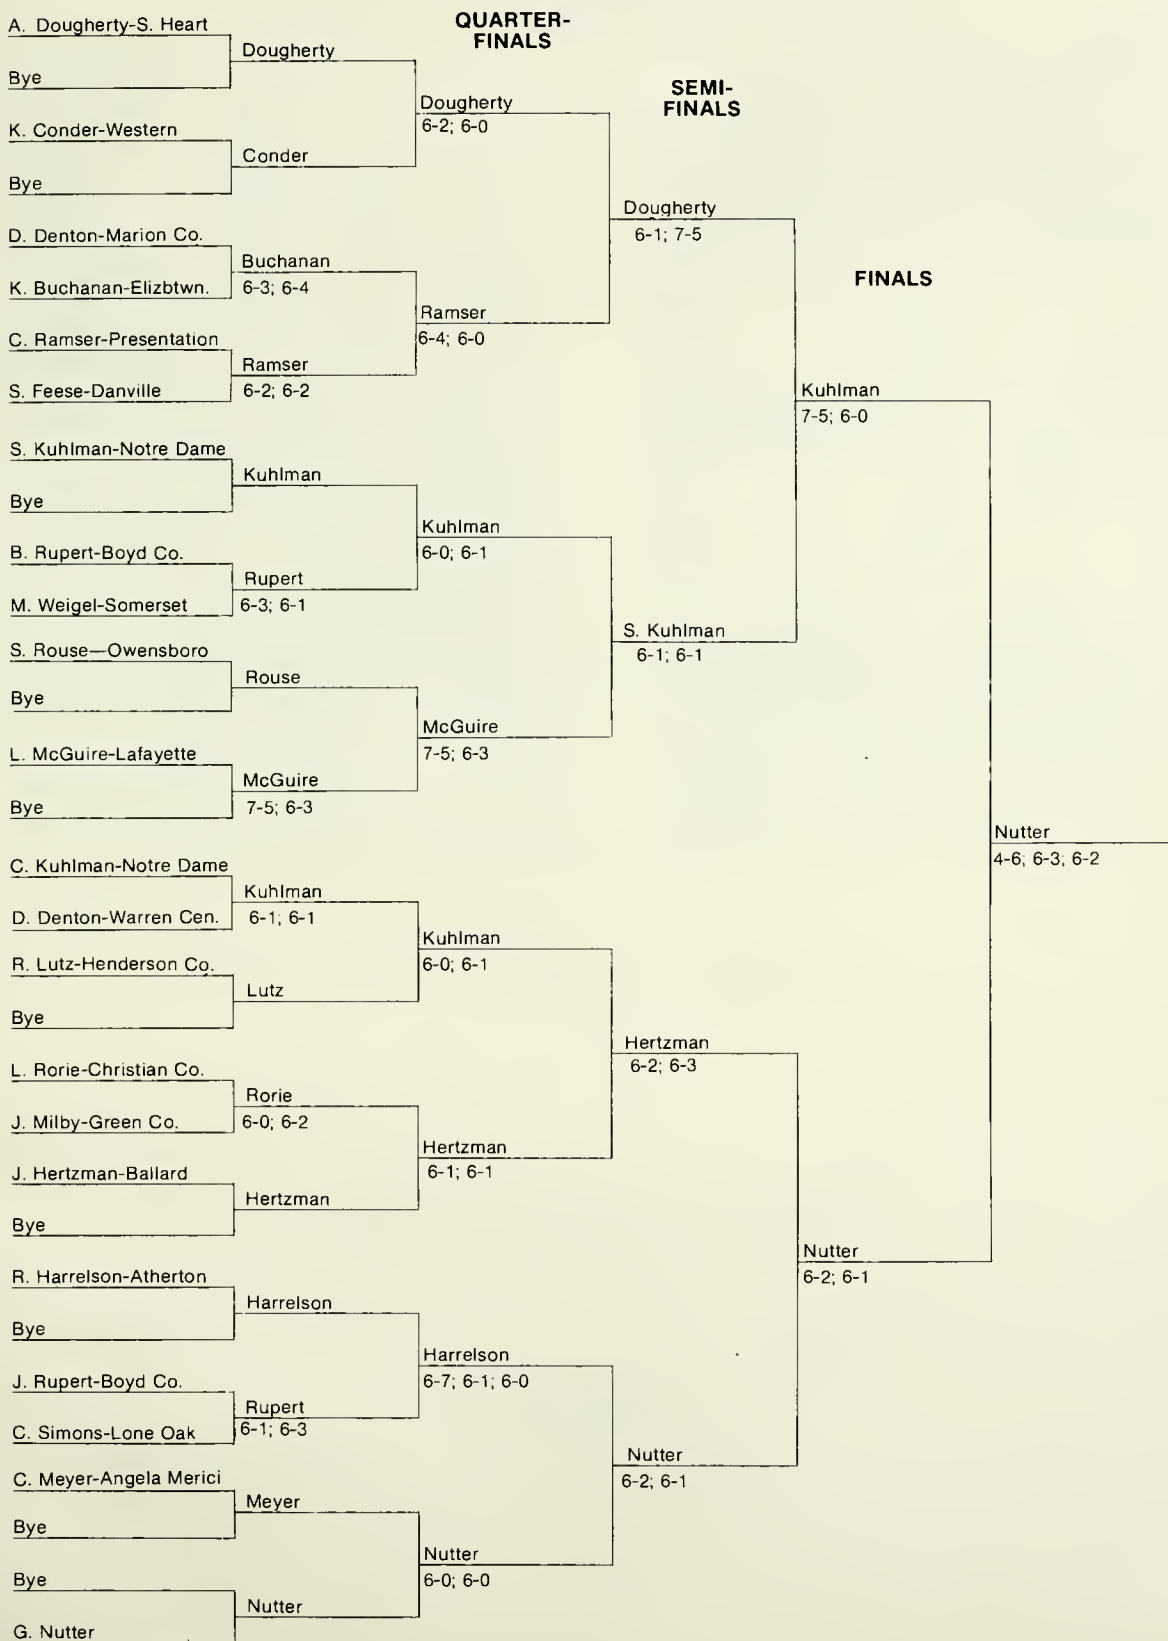 QUARTER-
FINALS
SEMI-
FINALS
FINALS
A. Dougherty-S. Heart
Bye
K. Conder-Western
Bye
D. Denton-Marion Co.
K. Buchanan-Elizbtwn.
C. Ramser-Presentation
S. Feese-Danville
S. Kuhlman-Notre Dame
Bye
B. Rupert-Boyd Co.
M. Weigel-Somerset
S. Rouse—Owensboro
Bye
L. McGuire-Lafayette
Bye
C. Kuhlman-Notre Dame
D. Denton-Warren Cen.
R. Lutz-Henderson Co.
Bye
L. Rorie-Christian Co.
J. Milby-Green Co.
J. Hertzman-Ballard
Bye
R. Harrelson-Atherton
Bye
J. Rupert-Boyd Co.
C. Simons-Lone Oak
C. Meyer-Angela Merici
Bye
Bye
G. Nutter
Dougherty
Conder
Buchanan
6-3; 6-4
Ramser
6-2; 6-2
Kuhlman
Rupert
6-3; 6-1
Rouse
McGuire
7-5; 6-3
Kuhlman
6-1; 6-1
Lutz
Rorie
6-0; 6-2
Hertzman
Harrelson
Rupert
6-1; 6-3
Meyer
Nutter
Dougherty
6-2; 6-0
Ramser
6-4; 6-0
Kuhlman
6-0; 6-1
McGuire
7-5; 6-3
Kuhlman
6-0; 6-1
Hertzman
6-1; 6-1
Harrelson
6-7; 6-1; 6-0
Nutter
6-0; 6-0
Dougherty
6-1; 7-5
S. Kuhlman
6-1; 6-1
Hertzman
6-2; 6-3
Nutter
6-2; 6-1
Kuhlman
7-5; 6-0
Nutter
6-2; 6-1
Nutter
4-6; 6-3; 6-2